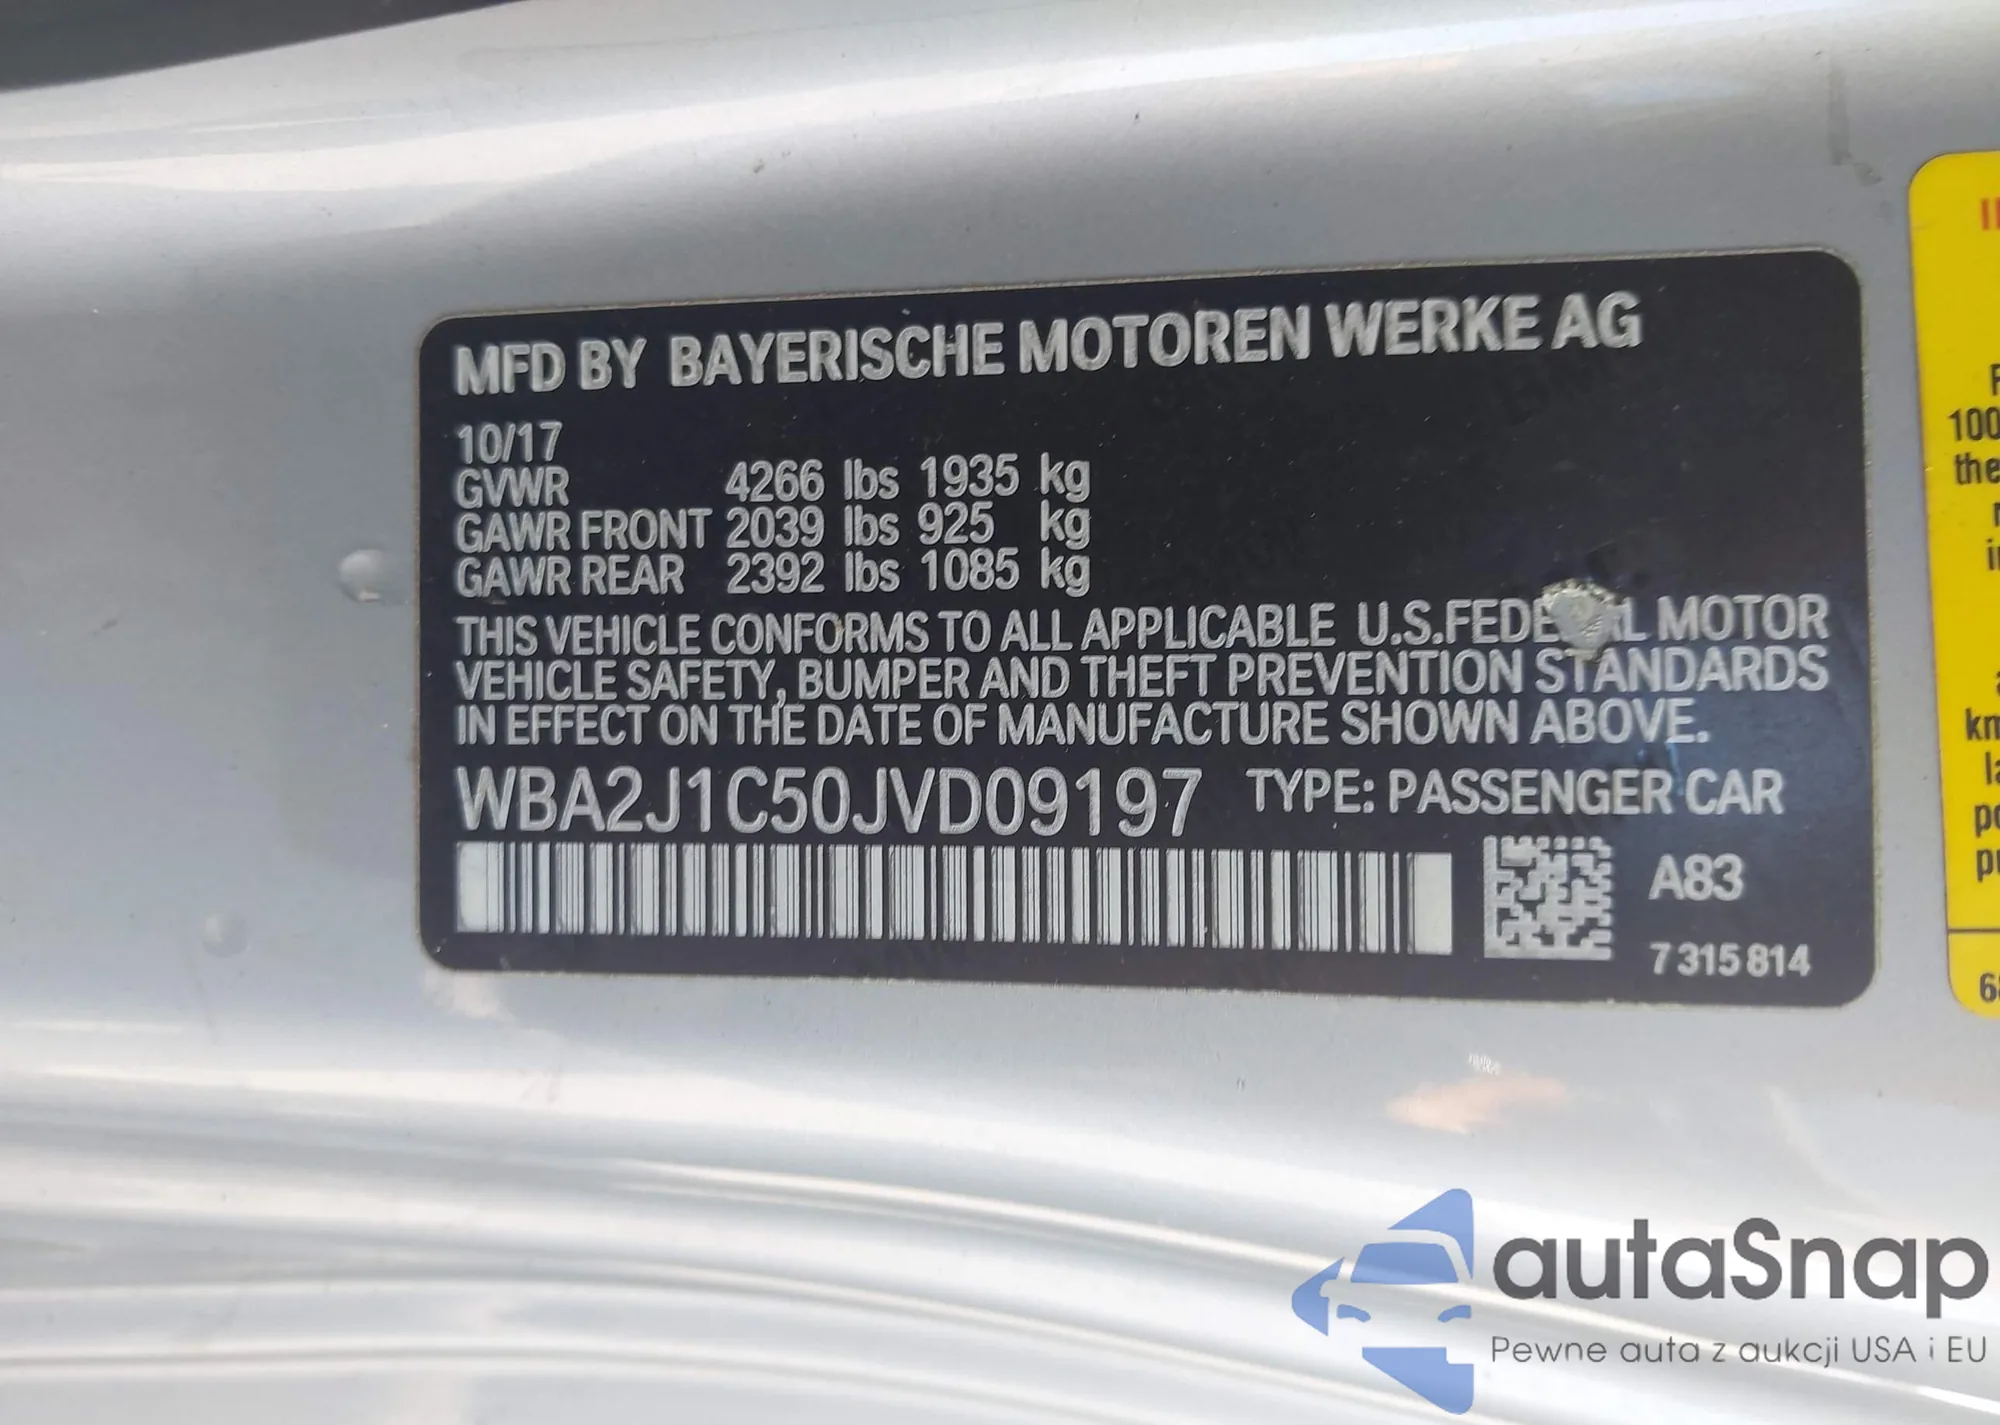 MFD BY BAYERISCHE MOTOREN WERKE AG
10/17
GVWR 4266 lbs 1935 kg
GAWR FRONT 2039 lbs 925 kg
GAWR REAR 2392 lbs 1085 kg
THIS VEHICLE CONFORMS TO ALL APPLICABLE U.S.FEDERAL MOTOR
VEHICLE SAFETY, BUMPER AND THEFT PREVENTION STANDARDS
IN EFFECT ON THE DATE OF MANUFACTURE SHOWN ABOVE.
WBA2J1C50JVD09197 TYPE: PASSENGER CAR
A83
7 315 814
100
the
km
autaSnap
Pewne auta z aukcji USA i EU